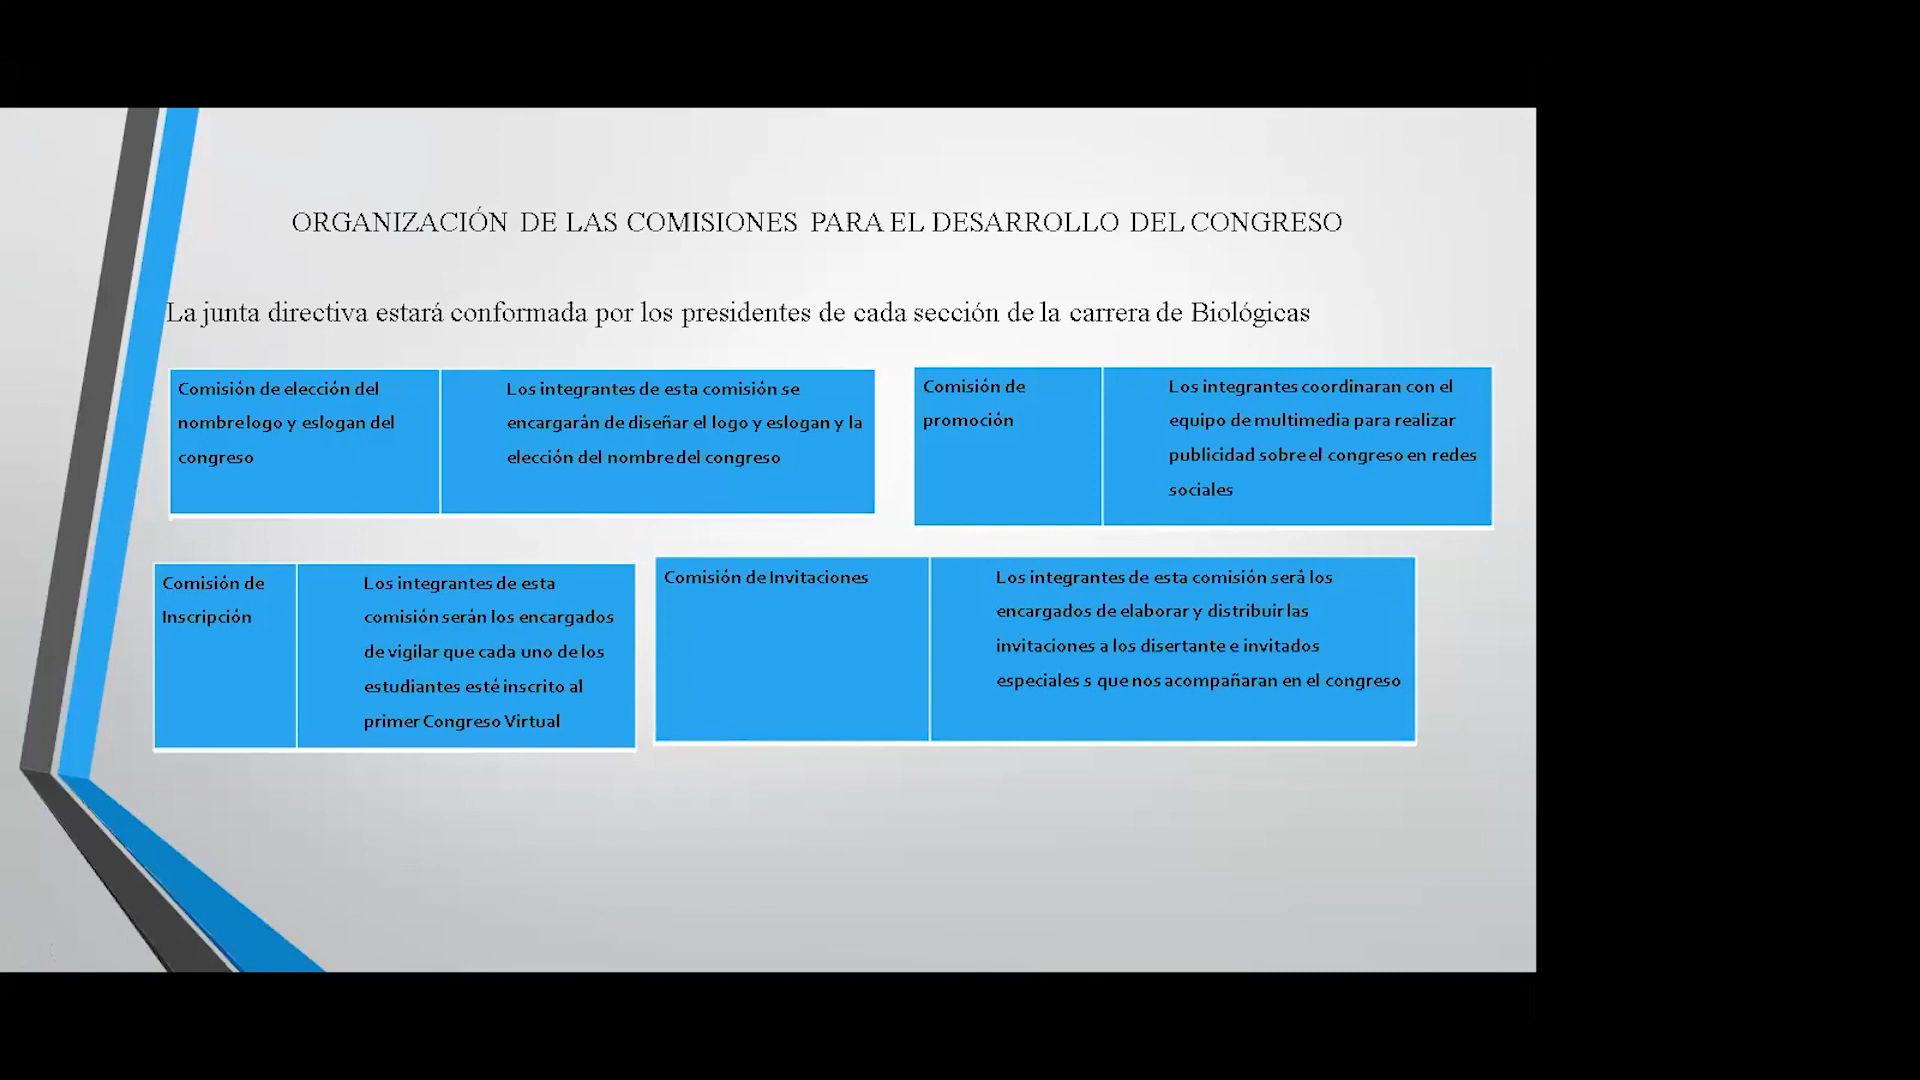 ORGANIZACIÓN DE LAS COMISIONES PARA EL DESARROLLO DEL CONGRESO
La junta directiva estará conformada por los presidentes de cada sección de la carrera de Biológicas
Comisión de elección del
nombre logo y eslogan del
congreso
Los integrantes de esta comisión se
encargarán de diseñar el logo y eslogan y la
elección del nombre del congreso
Comisión de
promoción
Los integrantes coordinaran con el
equipo de multimedia para realizar
publicidad sobre el congreso en redes
sociales
Comisión de
Inscripción
Los integrantes de esta
comisión serán los encargados
de vigilar que cada uno de los
estudiantes esté inscrito al
primer Congreso Virtual
Comisión de Invitaciones
Los integrantes de esta comisión será los
encargados de elaborar y distribuir las
invitaciones a los disertante e invitados
especiales s que nos acompañaran en el congreso